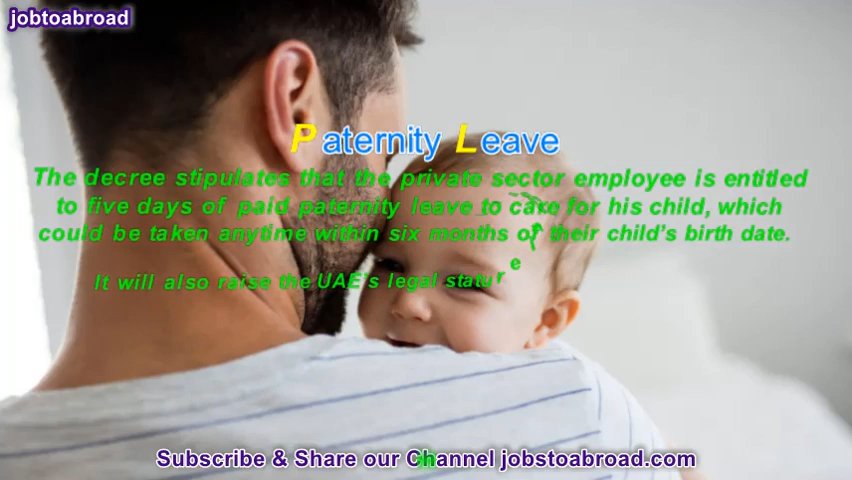 jobtoabroad
Paternity Leave
The decree stipulates that the private sector employee is entitled
to five days of paid paternity leave to care for his child, which
could be taken anytime within six months of their child's birth date.
It will also raise the UAE's legal stature
Subscribe & Share our Channel jobstoabroad.com